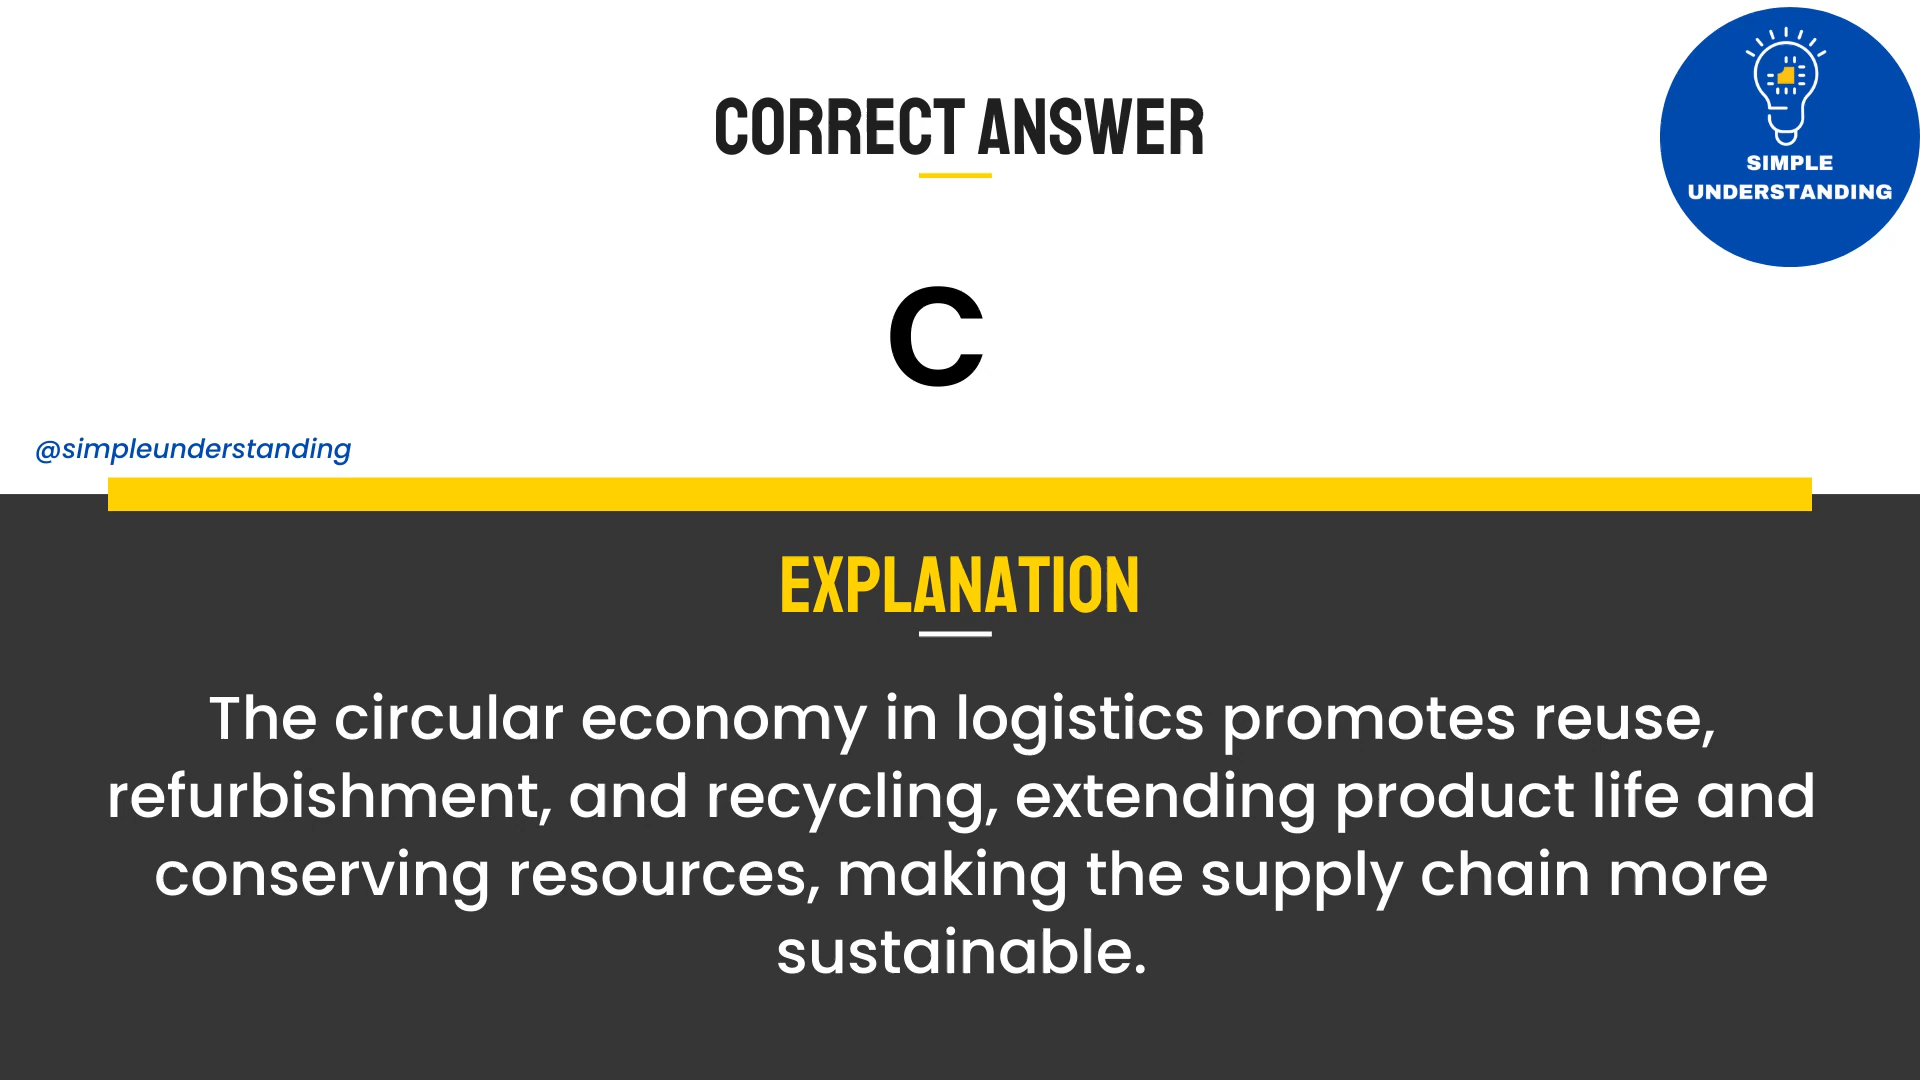 CORRECT ANSWER
SIMPLE
UNDERSTANDING
C
@simpleunderstanding
EXPLANATION
The circular economy in logistics promotes reuse,
refurbishment, and recycling, extending product life and
conserving resources, making the supply chain more
sustainable.